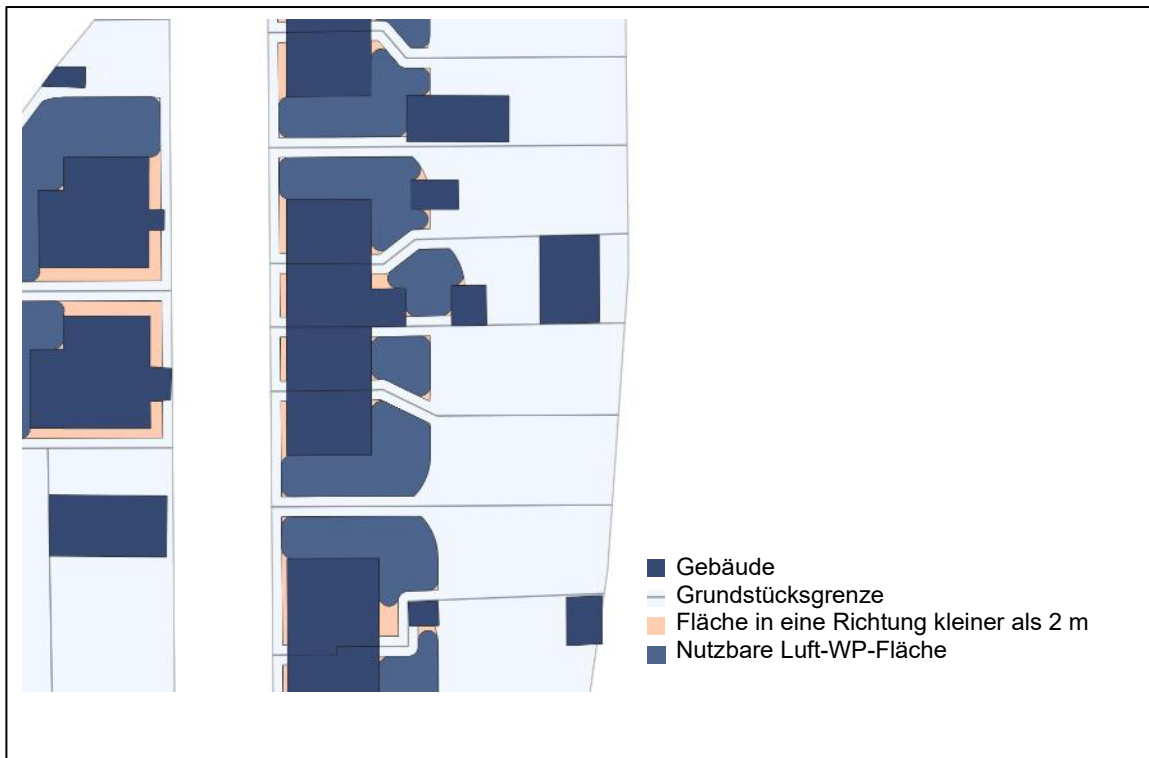 Gebäude
Grundstücksgrenze
Fläche in eine Richtung kleiner als 2 m
Nutzbare Luft-WP-Fläche